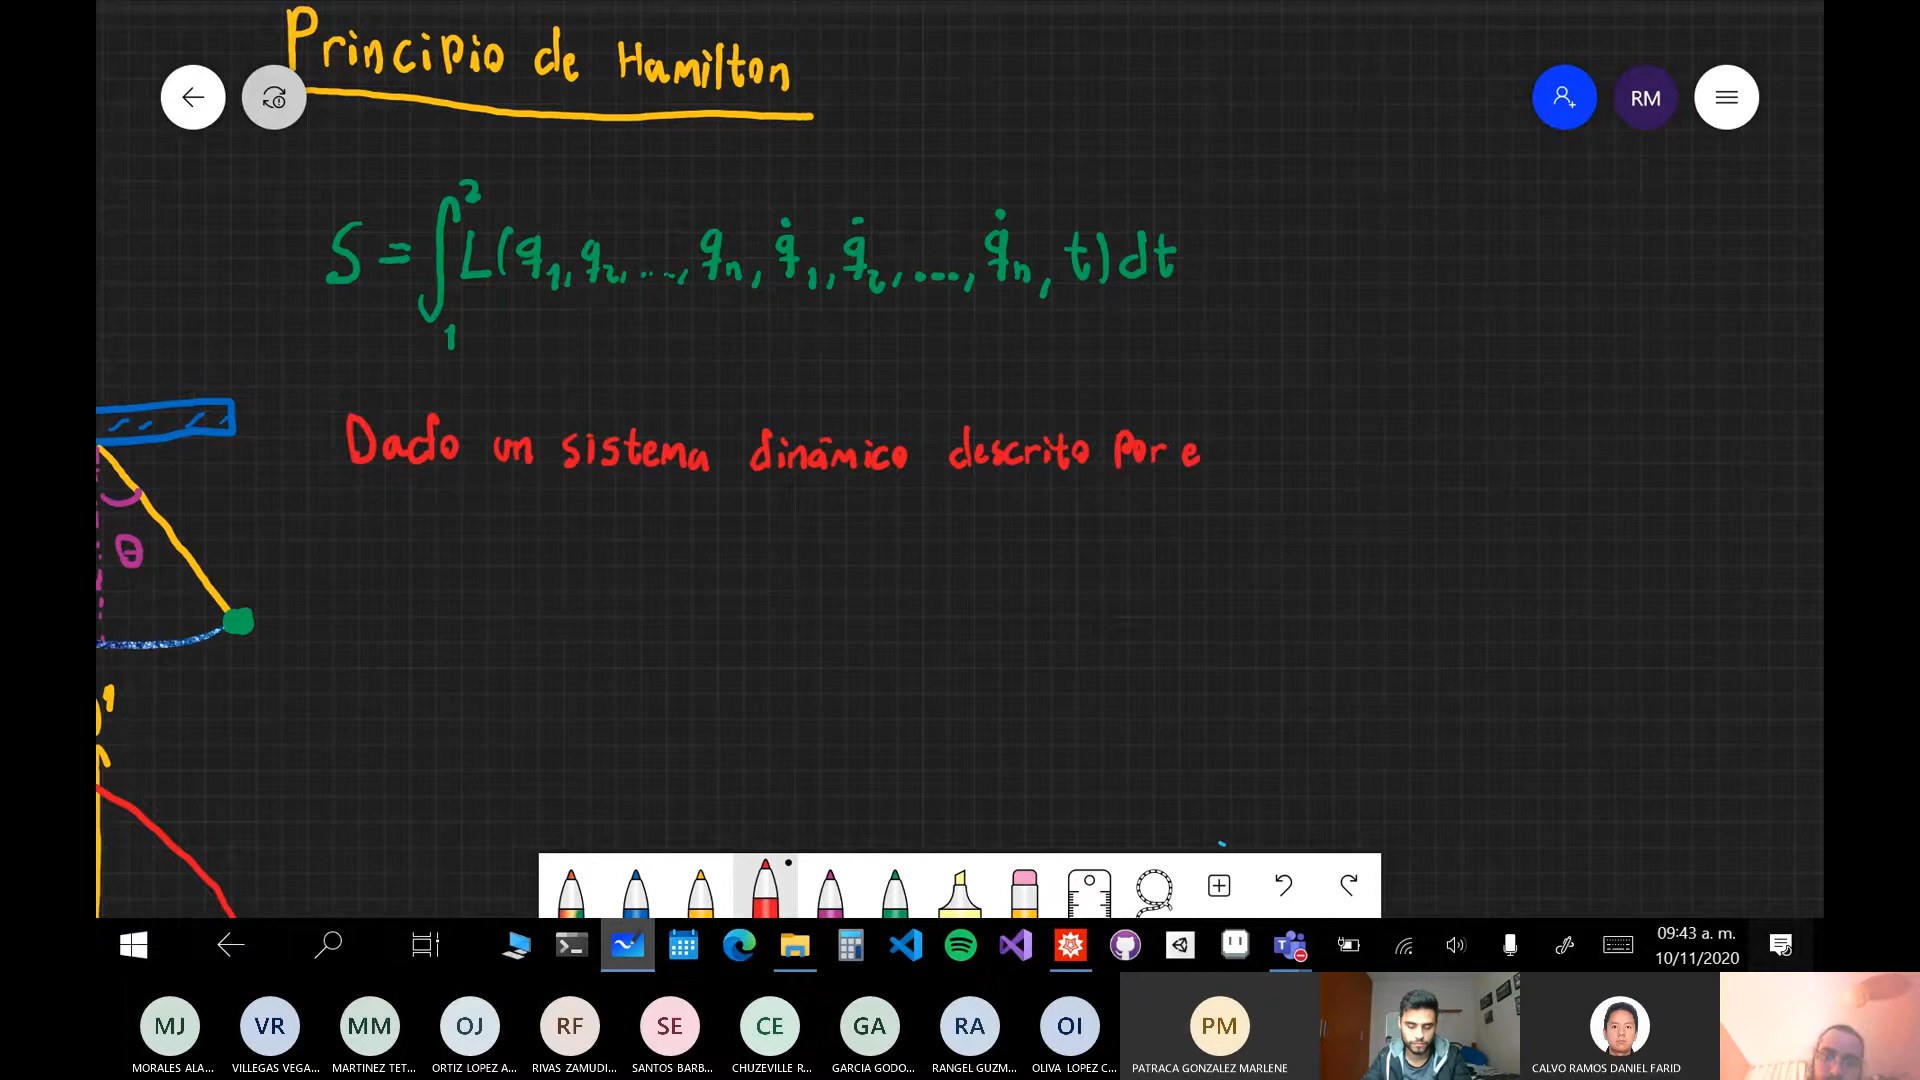 Principio de Hamilton
RM
S = ∫₁² L(q₁, q₂, ..., qₙ, q̇₁, q̇₂, ..., q̇ₙ, t) dt
Dado un sistema dinámico descrito por e
θ
09:43 a. m.
10/11/2020
MJ VR MM OJ RF SE CE GA RA OI PM
MORALES ALA... VILLEGAS VEGA... MARTINEZ TET... ORTIZ LOPEZ A... RIVAS ZAMUDI... SANTOS BARB... CHUZEVILLE R... GARCIA GODO... RANGEL GUZM... OLIVA LOPEZ C... PATRACA GONZALEZ MARLENE CALVO RAMOS DANIEL FARID